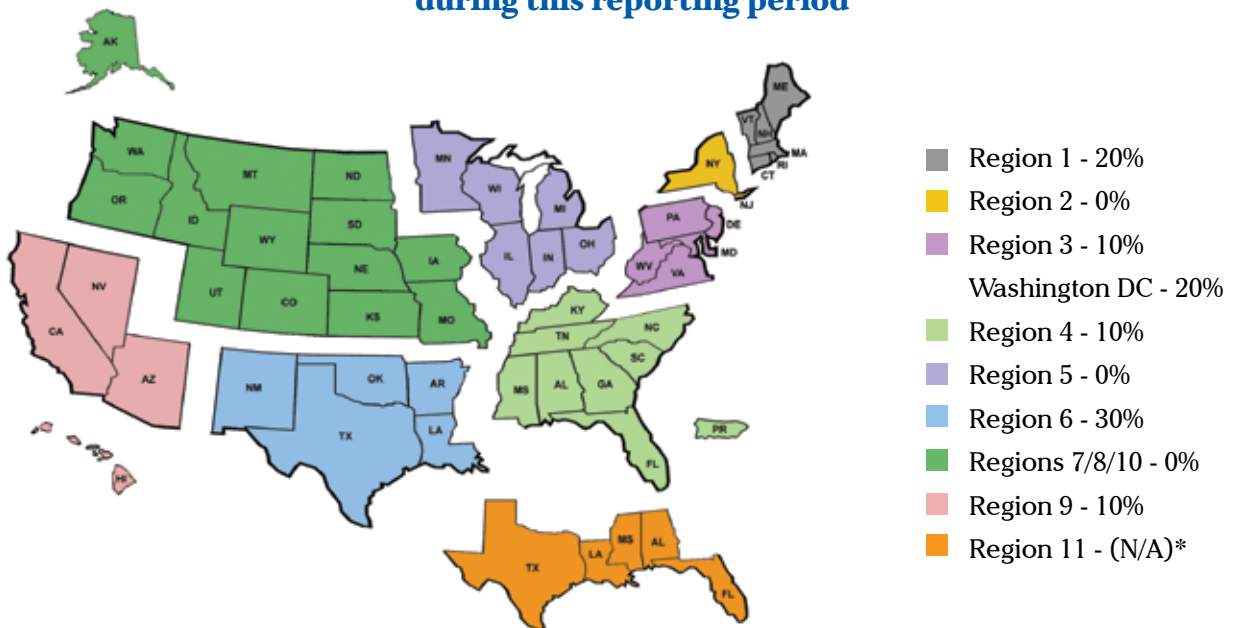 during this reporting period
AK
ME
VT
NH
MA
RI
CT
NY
NJ
WA
MT
ND
MN
OR
ID
SD
WI
MI
WY
PA
DE
MD
WV
VA
NE
IA
IL
IN
OH
NV
UT
CO
KS
MO
KY
CA
TN
NC
SC
AZ
NM
OK
AR
MS
AL
GA
TX
LA
PR
FL
HI
TX
LA
MS
AL
FL
Region 1 - 20%
Region 2 - 0%
Region 3 - 10%
Washington DC - 20%
Region 4 - 10%
Region 5 - 0%
Region 6 - 30%
Regions 7/8/10 - 0%
Region 9 - 10%
Region 11 - (N/A)*